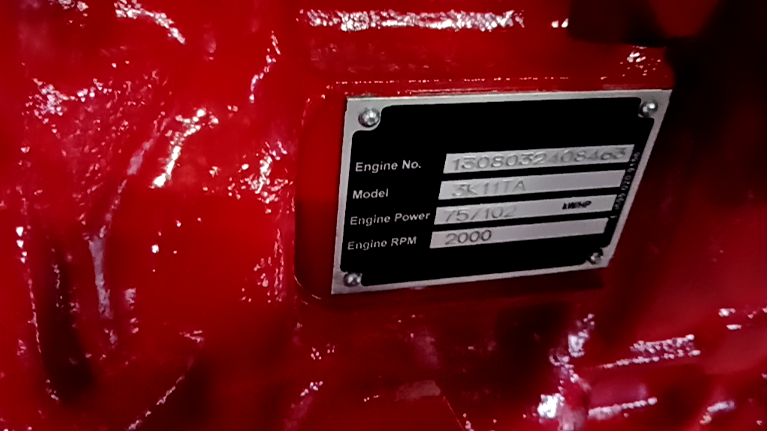 Engine No. 1308032408463
Model 3K11TA
Engine Power 75/102 kW/HP
Engine RPM 2000